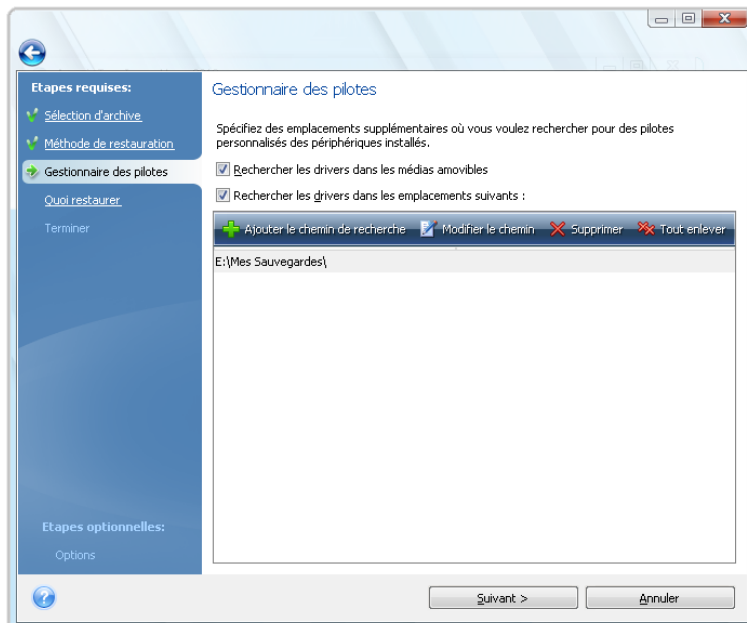 Etapes requises:
Sélection d'archive
Méthode de restauration
Gestionnaire des pilotes
Quoi restaurer
Terminer
Etapes optionnelles:
Options
Gestionnaire des pilotes
Spécifiez des emplacements supplémentaires où vous voulez rechercher pour des pilotes
personnalisés des périphériques installés.
Rechercher les drivers dans les médias amovibles
Rechercher les drivers dans les emplacements suivants :
Ajouter le chemin de recherche Modifier le chemin Supprimer Tout enlever
E:\Mes Sauvegardes\
Suivant > Annuler